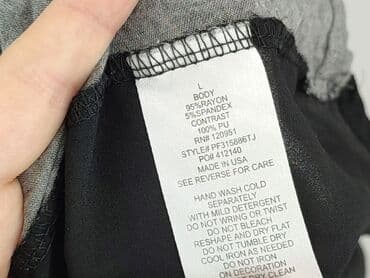 L
BODY
95%RAYON
5%SPANDEX
CONTRAST
100% PU
RN# 120951
STYLE# PF315886TJ
PO# 412140
MADE IN USA
SEE REVERSE FOR CARE
HAND WASH COLD
SEPARATELY
WITH MILD DETERGENT
DO NOT WRING OR TWIST
DO NOT BLEACH
RESHAPE AND DRY FLAT
DO NOT TUMBLE DRY
COOL IRON AS NEEDED
DO NOT IRON
ON DECORATION
DRY CLEAN